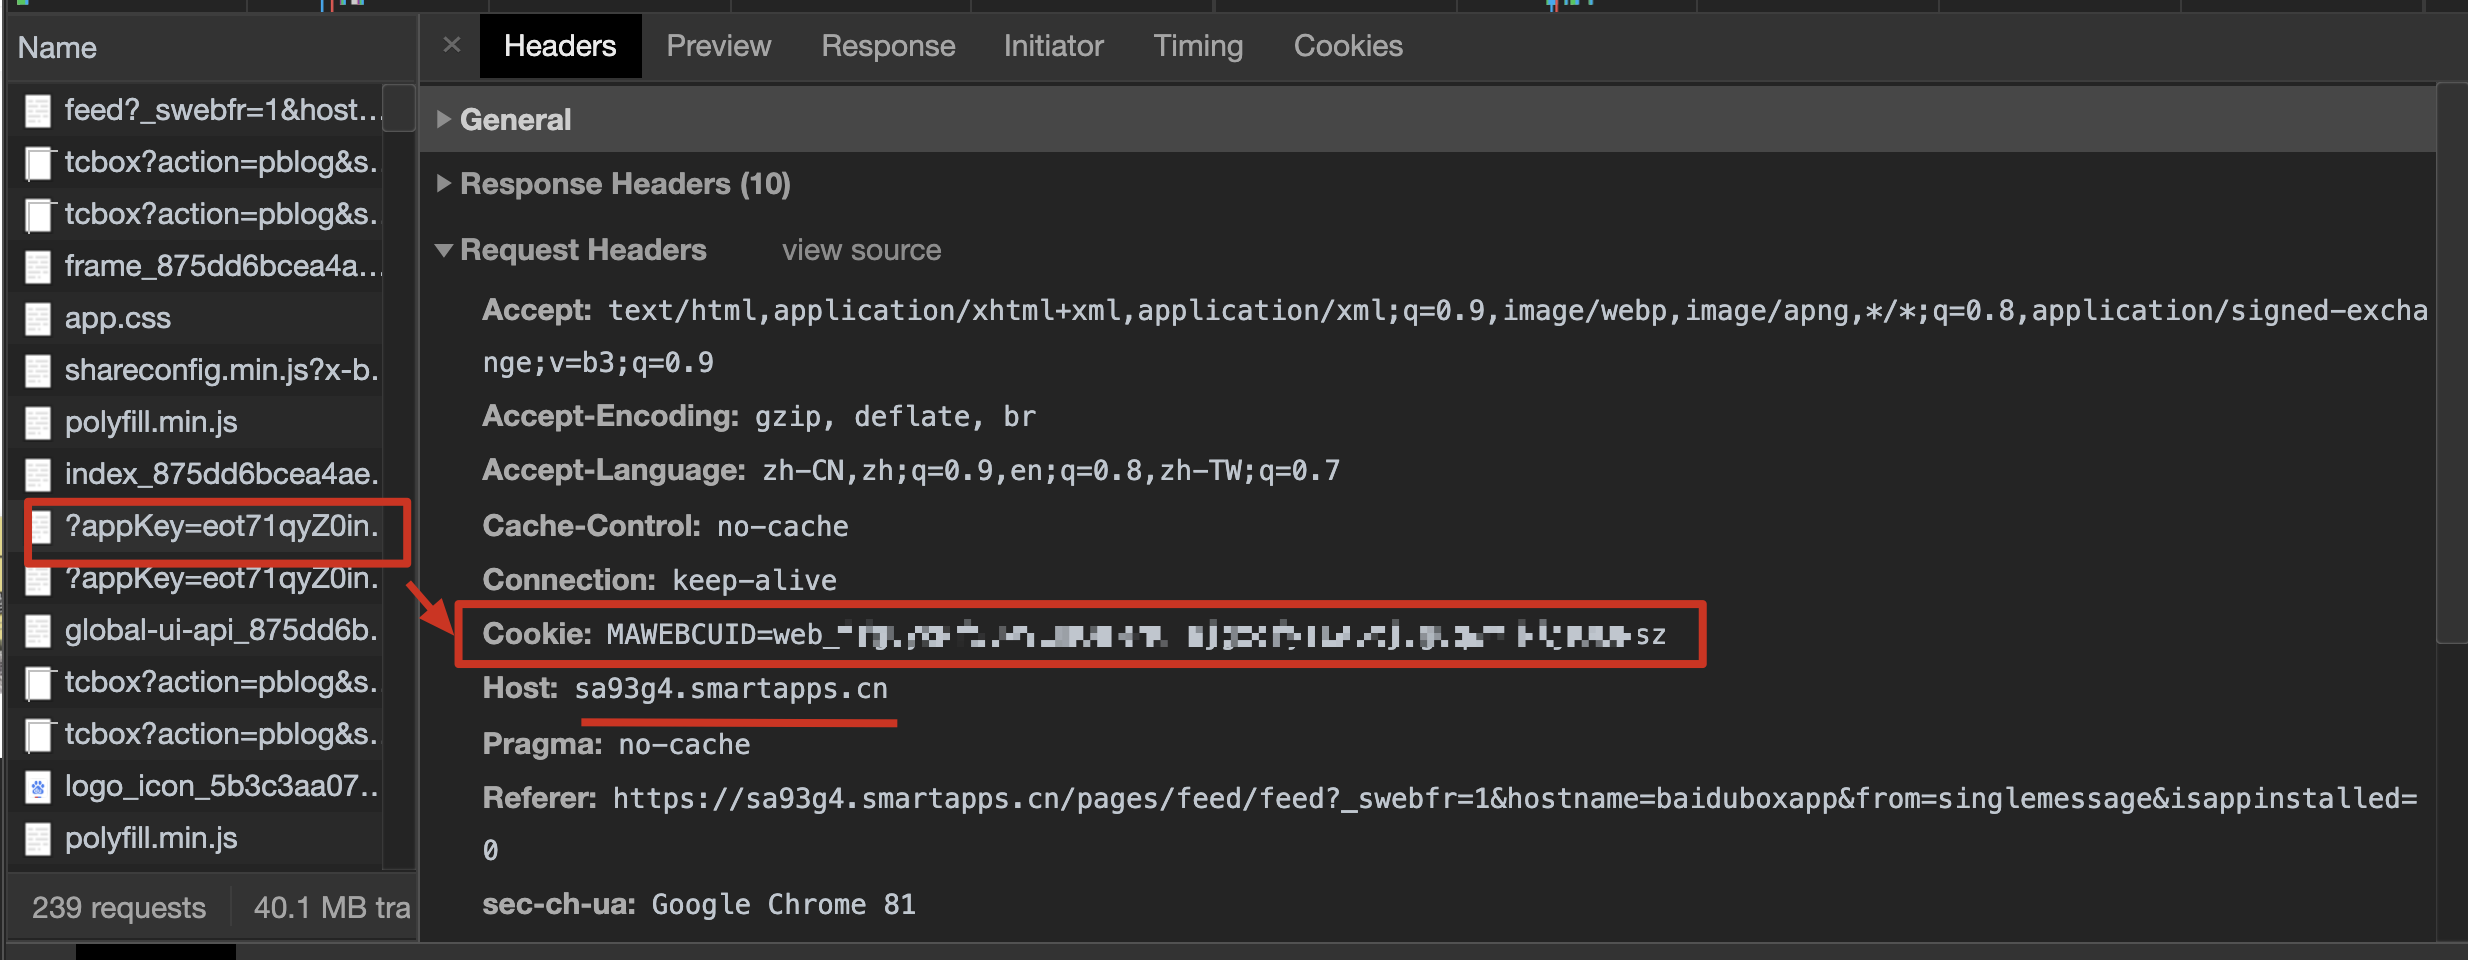 Name
× Headers Preview Response Initiator Timing Cookies
feed?_swebfr=1&host...
tcbox?action=pblog&s.
tcbox?action=pblog&s.
frame_875dd6bcea4a...
app.css
shareconfig.min.js?x-b.
polyfill.min.js
index_875dd6bcea4ae.
?appKey=eot71qyZ0in.
?appKey=eot71qyZ0in.
global-ui-api_875dd6b.
tcbox?action=pblog&s.
tcbox?action=pblog&s.
logo_icon_5b3c3aa07...
polyfill.min.js
239 requests
40.1 MB tra
General
Response Headers (10)
Request Headers view source
Accept: text/html,application/xhtml+xml,application/xml;q=0.9,image/webp,image/apng,*/*;q=0.8,application/signed-excha
nge;v=b3;q=0.9
Accept-Encoding: gzip, deflate, br
Accept-Language: zh-CN,zh;q=0.9,en;q=0.8,zh-TW;q=0.7
Cache-Control: no-cache
Connection: keep-alive
Cookie: MAWEBCUID=web_ sz
Host: sa93g4.smartapps.cn
Pragma: no-cache
Referer: https://sa93g4.smartapps.cn/pages/feed/feed?_swebfr=1&hostname=baiduboxapp&from=singlemessage&isappinstalled=
0
sec-ch-ua: Google Chrome 81